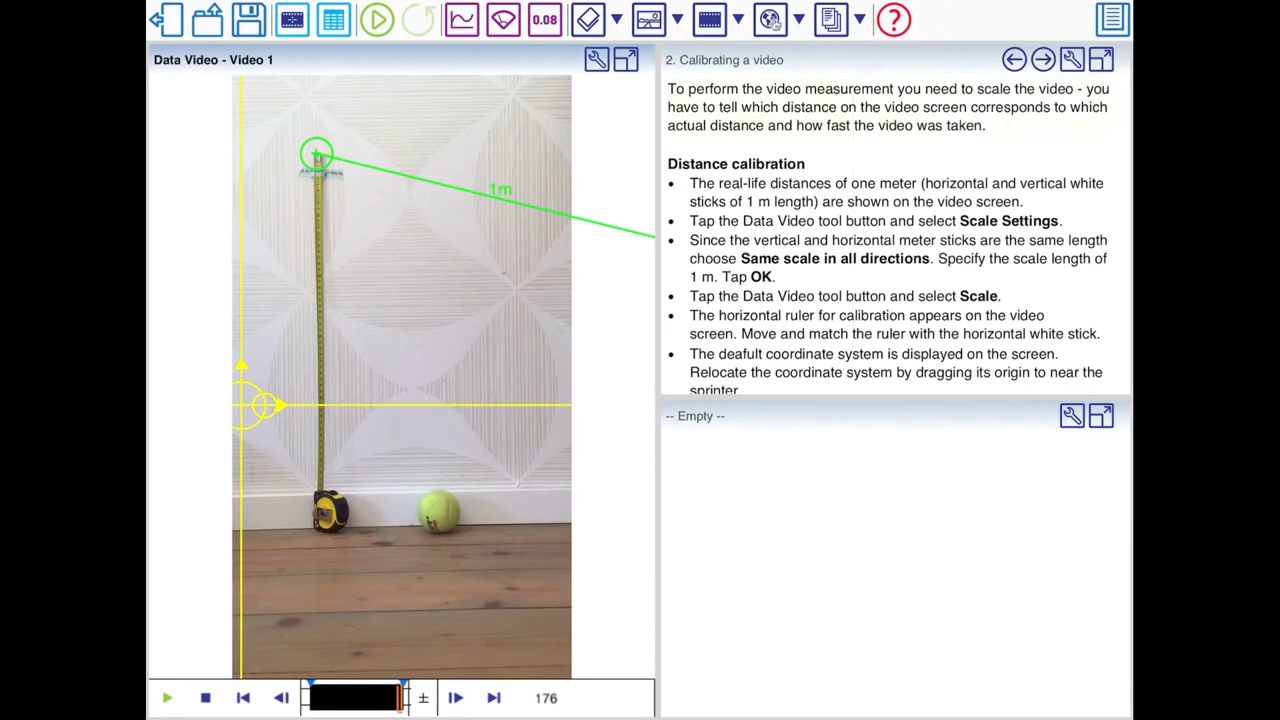 0.08
?
Data Video - Video 1
1m
176
±
2. Calibrating a video
To perform the video measurement you need to scale the video - you
have to tell which distance on the video screen corresponds to which
actual distance and how fast the video was taken.
Distance calibration
• The real-life distances of one meter (horizontal and vertical white
sticks of 1 m length) are shown on the video screen.
• Tap the Data Video tool button and select Scale Settings.
• Since the vertical and horizontal meter sticks are the same length
choose Same scale in all directions. Specify the scale length of
1 m. Tap OK.
• Tap the Data Video tool button and select Scale.
• The horizontal ruler for calibration appears on the video
screen. Move and match the ruler with the horizontal white stick.
• The deafult coordinate system is displayed on the screen.
Relocate the coordinate system by dragging its origin to near the
sprinter
-- Empty --